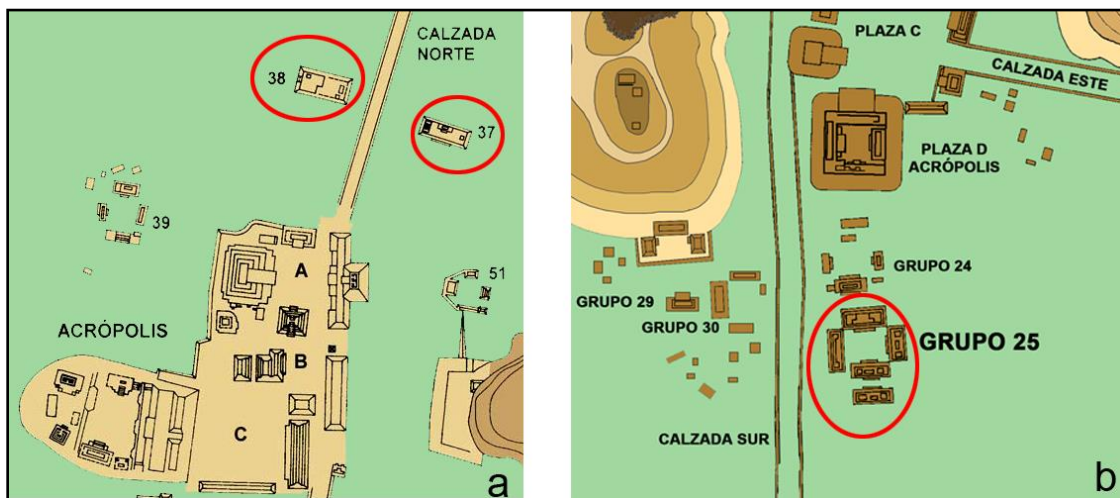 CALZADA
NORTE
38
37
39
A
51
ACRÓPOLIS
B
C
a
PLAZA C
CALZADA ESTE
PLAZA D
ACRÓPOLIS
GRUPO 24
GRUPO 29
GRUPO 30
GRUPO 25
CALZADA SUR
b